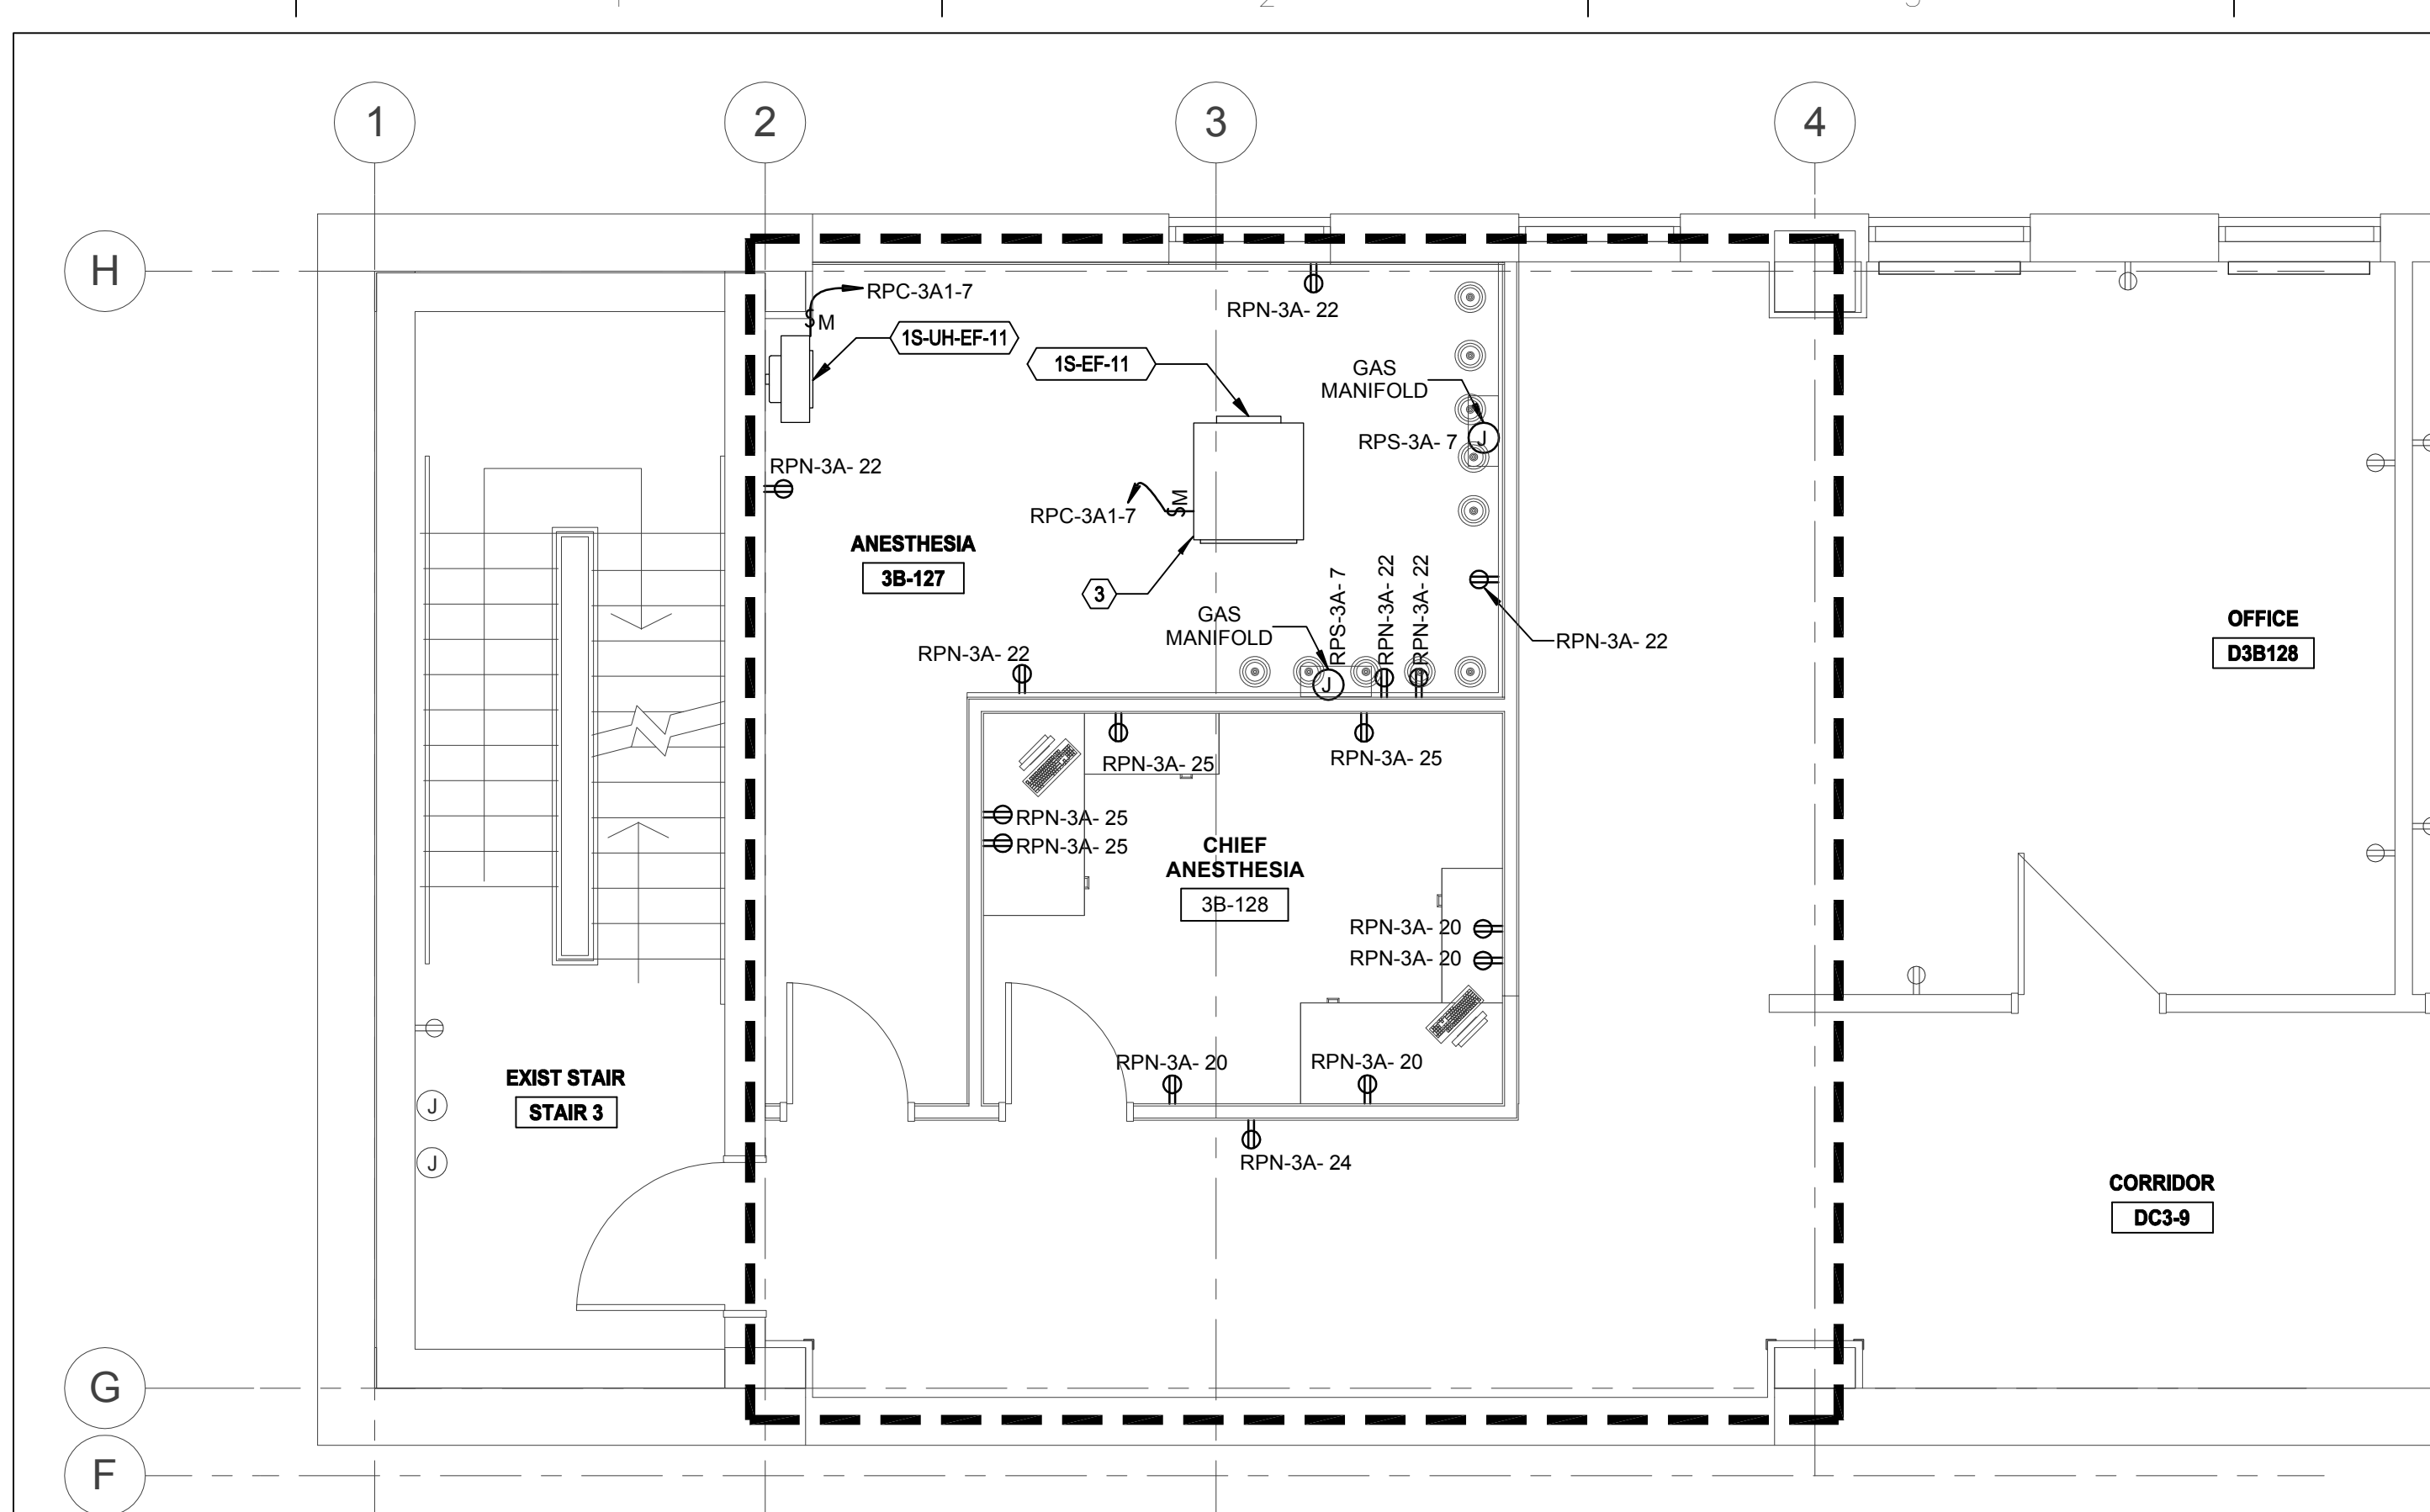 1
2
3
4
H
RPC-3A1-7
SM
1S-UH-EF-11
RPN-3A- 22
1S-EF-11
GAS
MANIFOLD
RPS-3A- 7
J
RPN-3A- 22
RPC-3A1-7
SM
ANESTHESIA
3B-127
3
GAS
MANIFOLD
RPS-3A- 7
RPN-3A- 22
RPN-3A- 22
J
RPN-3A- 22
RPN-3A- 22
OFFICE
D3B128
RPN-3A- 25
RPN-3A- 25
RPN-3A- 25
RPN-3A- 25
CHIEF
ANESTHESIA
3B-128
RPN-3A- 20
RPN-3A- 20
RPN-3A- 20
RPN-3A- 20
EXIST STAIR
STAIR 3
J
J
RPN-3A- 24
CORRIDOR
DC3-9
G
F